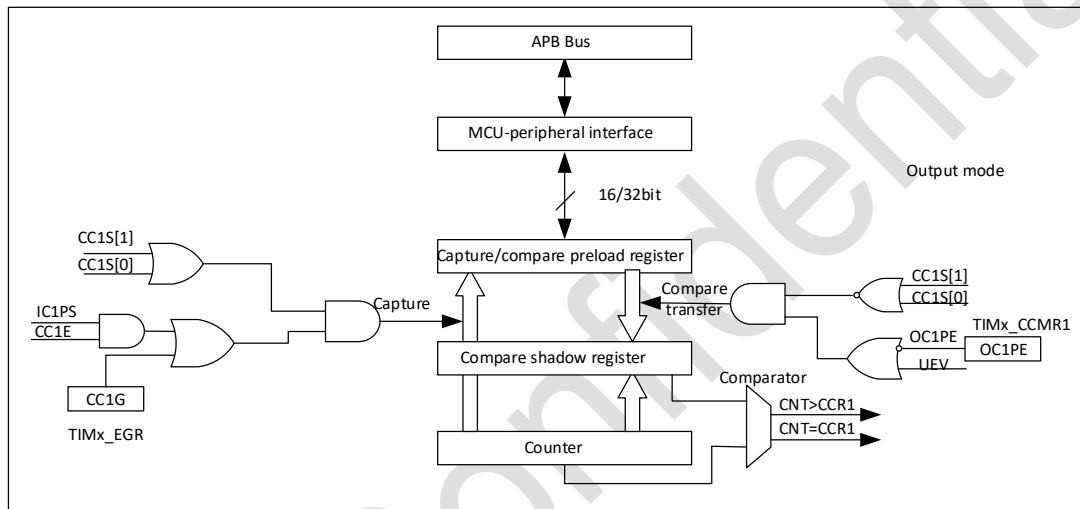 APB Bus
MCU-peripheral interface
Output mode
16/32bit
CC1S[1]
CC1S[0]
Capture/compare preload register
CC1S[1]
CC1S[0]
IC1PS
CC1E
Capture
Compare
transfer
TIMx_CCMR1
OC1PE
OC1PE
UEV
Compare shadow register
Comparator
CC1G
TIMx_EGR
CNT>CCR1
CNT=CCR1
Counter
Confidential